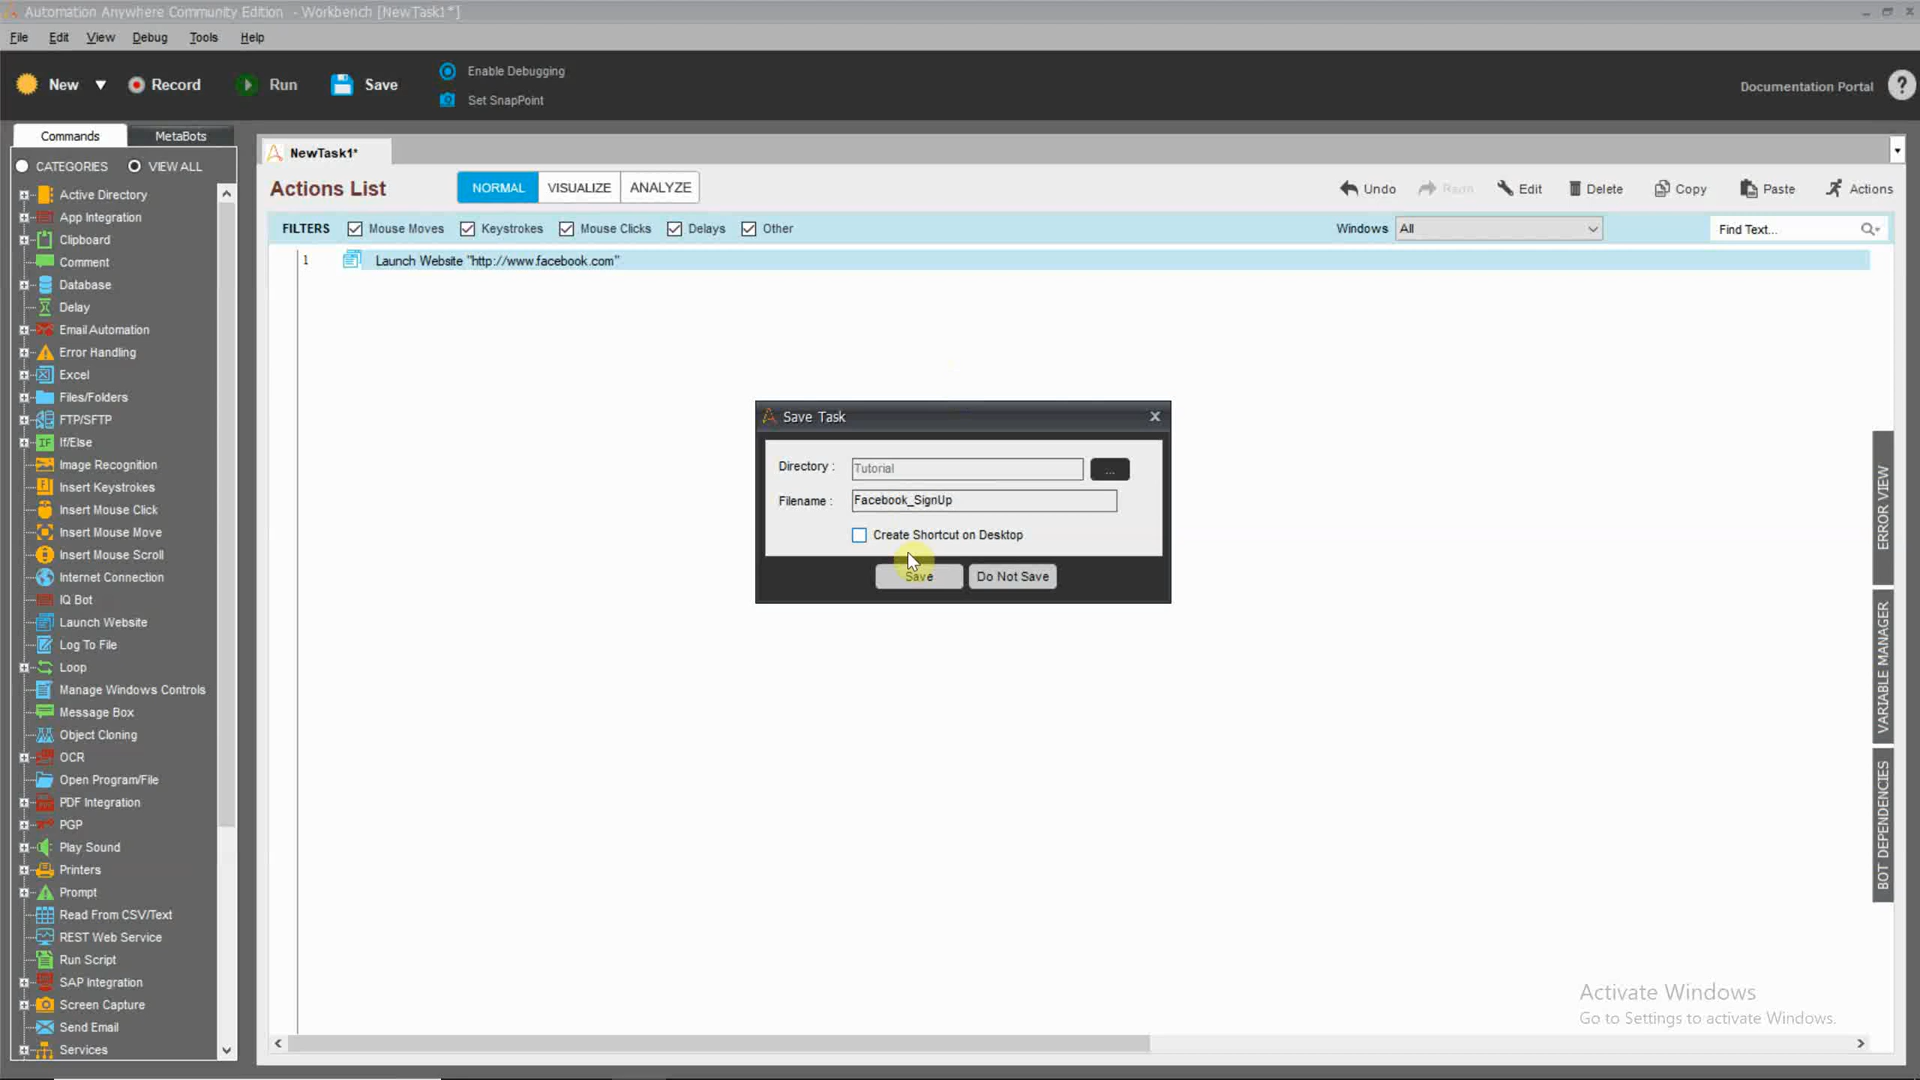 Automation Anywhere Community Edition - Workbench [NewTask1*]
File Edit View Debug Tools Help
New Record Run Save
Enable Debugging
Set SnapPoint
Documentation Portal ?
Commands MetaBots
CATEGORIES VIEW ALL
NewTask1*
Actions List NORMAL VISUALIZE ANALYZE
Undo Redo Edit Delete Copy Paste Actions
FILTERS Mouse Moves Keystrokes Mouse Clicks Delays Other
Windows All Find Text...
1 Launch Website "http://www.facebook.com"
Active Directory
App Integration
Clipboard
Comment
Database
Delay
Email Automation
Error Handling
Excel
Files/Folders
FTP/SFTP
IF If/Else
Image Recognition
Insert Keystrokes
Insert Mouse Click
Insert Mouse Move
Insert Mouse Scroll
Internet Connection
IQ Bot
Launch Website
Log To File
Loop
Manage Windows Controls
Message Box
Object Cloning
OCR
Open Program/File
PDF Integration
PGP
Play Sound
Printers
Prompt
Read From CSV/Text
REST Web Service
Run Script
SAP Integration
Screen Capture
Send Email
Services
Save Task
Directory : Tutorial ...
Filename : Facebook_SignUp
Create Shortcut on Desktop
Save Do Not Save
ERROR VIEW
VARIABLE MANAGER
BOT DEPENDENCIES
Activate Windows
Go to Settings to activate Windows.